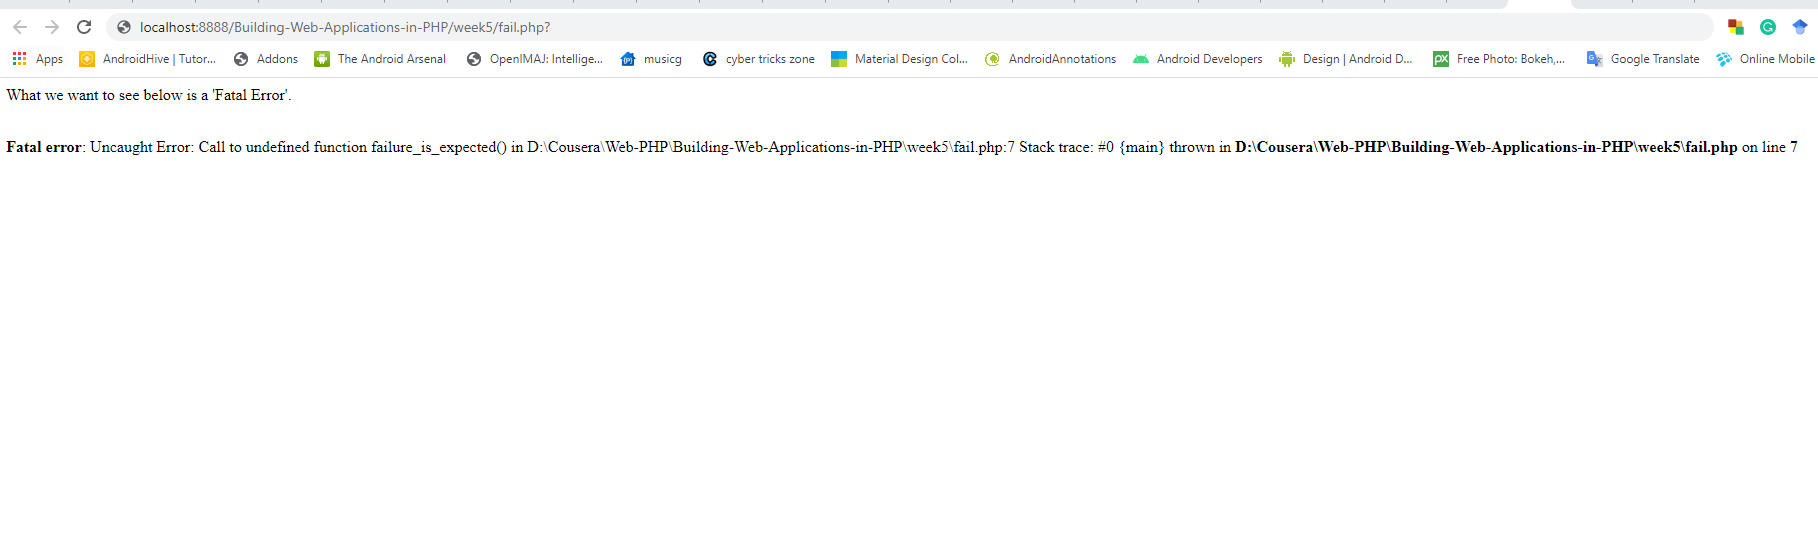 localhost:8888/Building-Web-Applications-in-PHP/week5/fail.php?
Apps AndroidHive | Tutor... Addons The Android Arsenal OpenIMAJ: Intellige... musicg cyber tricks zone Material Design Col... AndroidAnnotations Android Developers Design | Android D... Free Photo: Bokeh,... Google Translate Online Mobile
What we want to see below is a 'Fatal Error'.
Fatal error: Uncaught Error: Call to undefined function failure_is_expected() in D:\Cousera\Web-PHP\Building-Web-Applications-in-PHP\week5\fail.php:7 Stack trace: #0 {main} thrown in D:\Cousera\Web-PHP\Building-Web-Applications-in-PHP\week5\fail.php on line 7